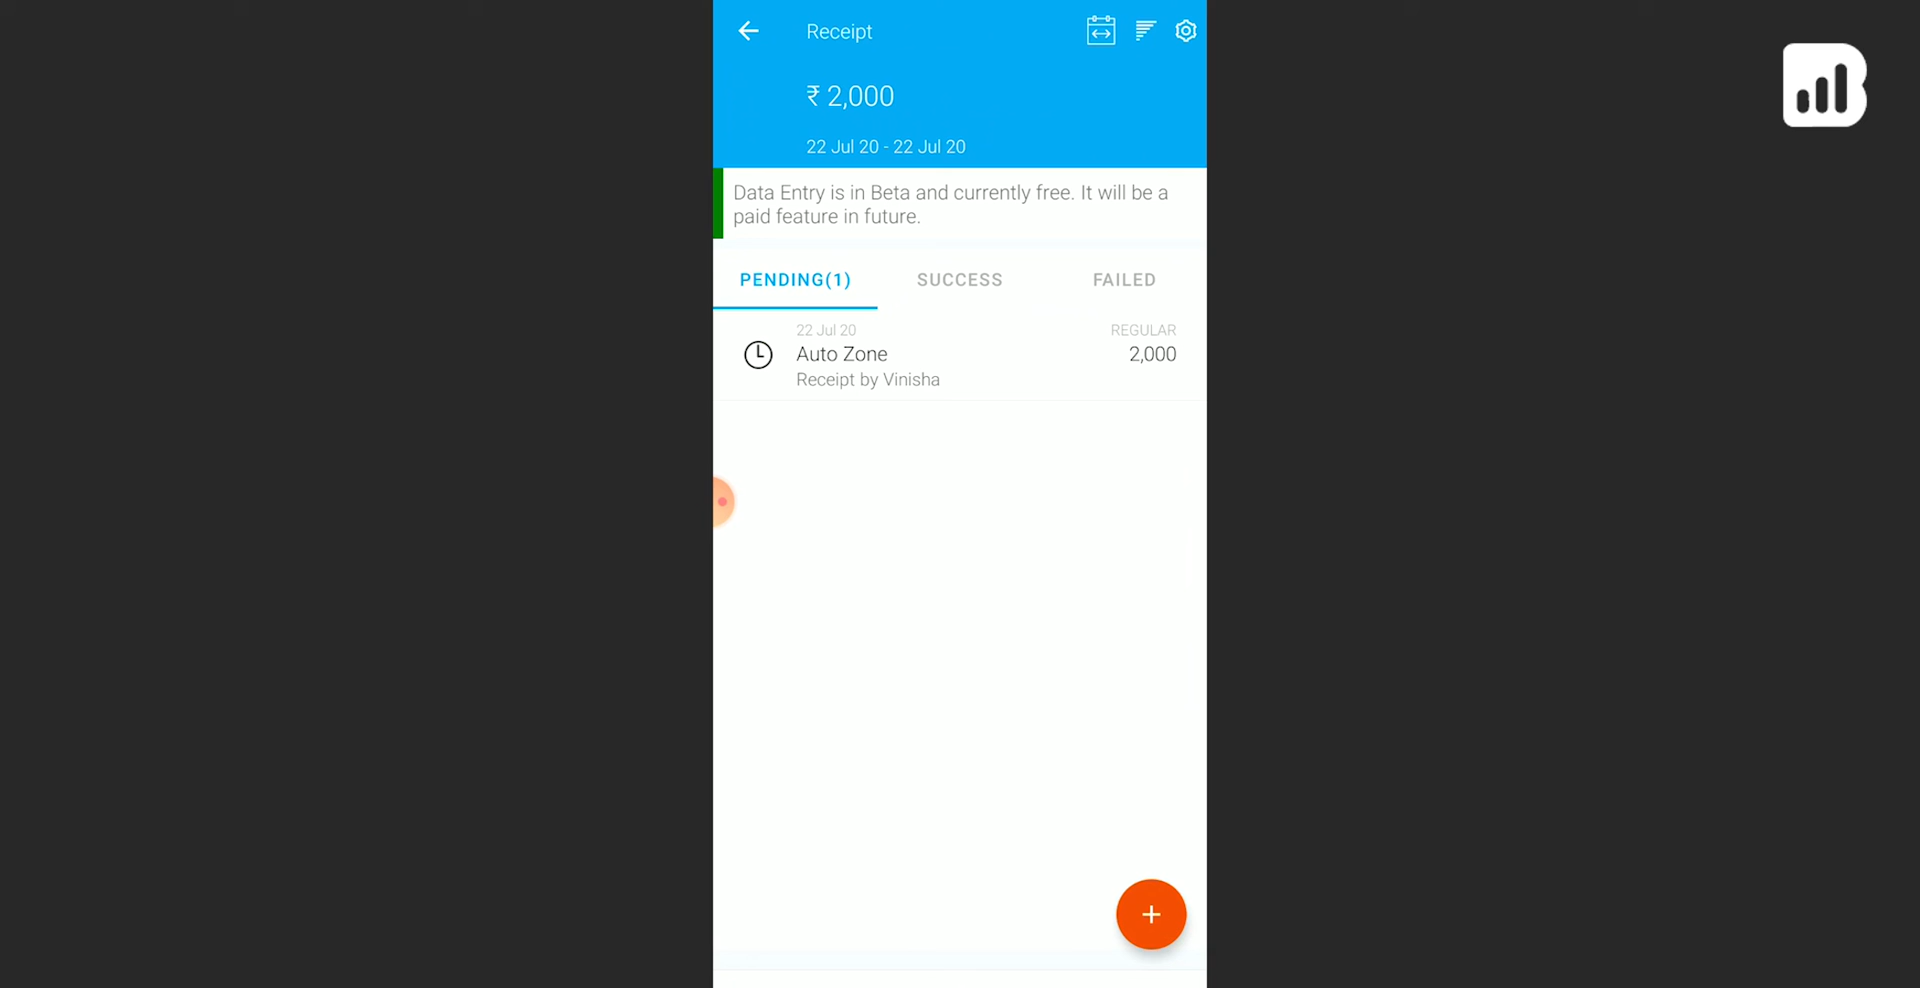 Receipt
₹ 2,000
22 Jul 20 - 22 Jul 20
Data Entry is in Beta and currently free. It will be a
paid feature in future.
PENDING(1) SUCCESS FAILED
22 Jul 20 REGULAR
Auto Zone 2,000
Receipt by Vinisha